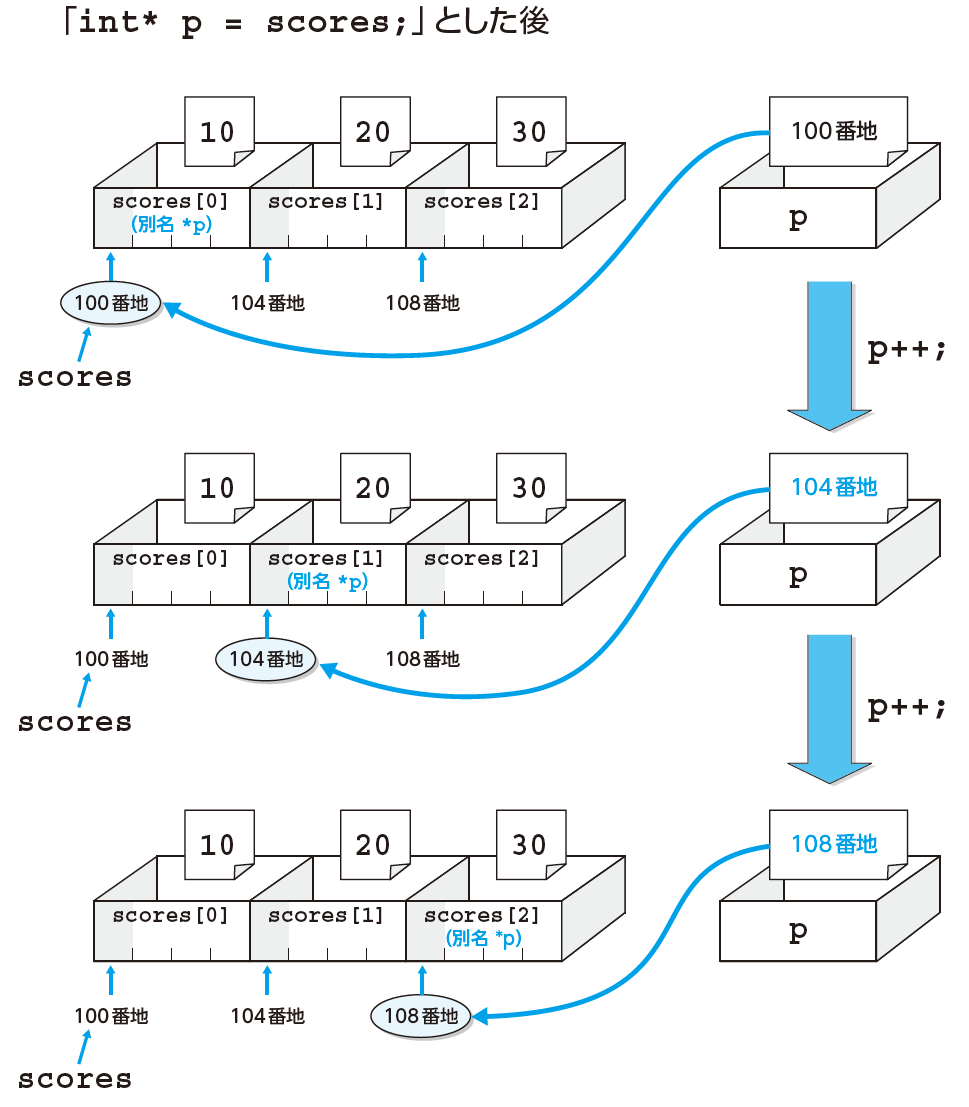 「int* p = scores;」とした後
10 20 30 100番地
scores[0] scores[1] scores[2]
(別名 *p)
p
100番地 104番地 108番地
scores
p++;
10 20 30 104番地
scores[0] scores[1] scores[2]
(別名 *p)
p
100番地 104番地 108番地
scores
p++;
10 20 30 108番地
scores[0] scores[1] scores[2]
(別名 *p)
p
100番地 104番地 108番地
scores